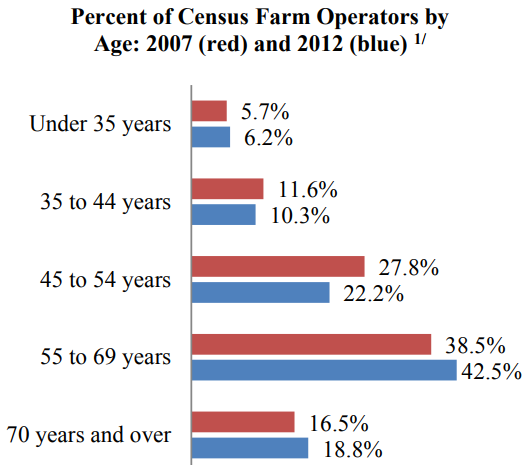 Percent of Census Farm Operators by
Age: 2007 (red) and 2012 (blue) 1/
Under 35 years
5.7%
6.2%
35 to 44 years
11.6%
10.3%
45 to 54 years
27.8%
22.2%
55 to 69 years
38.5%
42.5%
70 years and over
16.5%
18.8%